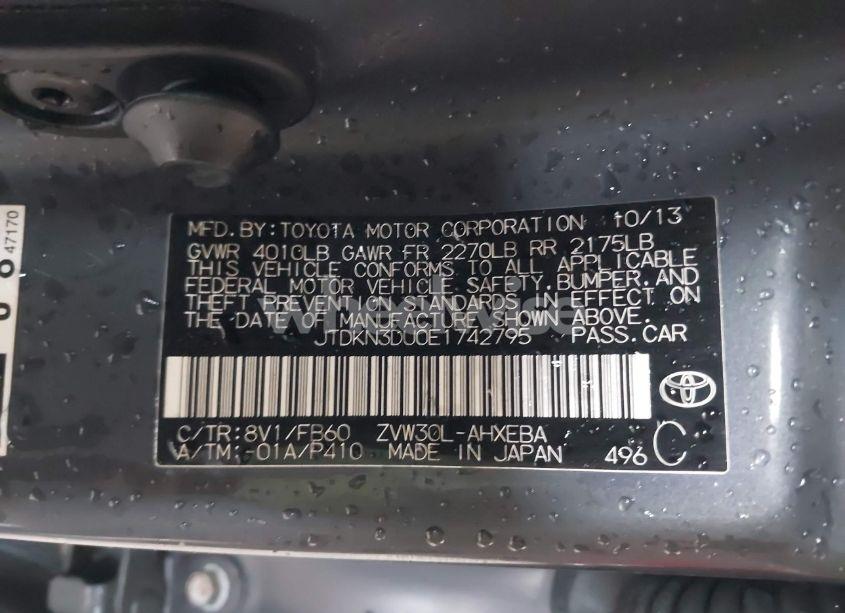 MFD.BY:TOYOTA MOTOR CORPORATION 10/13
GVWR 4010LB GAWR FR 2270LB RR 2175LB
THIS VEHICLE CONFORMS TO ALL APPLICABLE
FEDERAL MOTOR VEHICLE SAFETY,BUMPER,AND
THEFT PREVENTION STANDARDS IN EFFECT ON
THE DATE OF MANUFACTURE SHOWN ABOVE.
JTDKN3DU0E1742795 PASS.CAR
C/TR:8V1/FB60 ZVW30L-AHXEBA
A/TM:-01A/P410 MADE IN JAPAN 496 C
47170